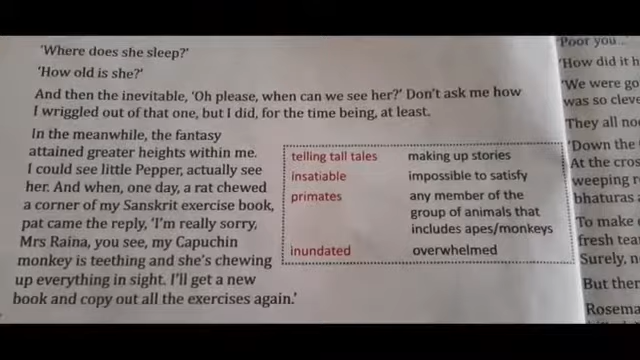 'Where does she sleep?'
'How old is she?'
And then the inevitable, 'Oh please, when can we see her?' Don't ask me how
I wriggled out of that one, but I did, for the time being, at least.
In the meanwhile, the fantasy
attained greater heights within me.
I could see little Pepper, actually see
her. And when, one day, a rat chewed
a corner of my Sanskrit exercise book,
pat came the reply, 'I'm really sorry,
Mrs Raina, you see, my Capuchin
monkey is teething and she's chewing
up everything in sight. I'll get a new
book and copy out all the exercises again.'
telling tall tales making up stories
insatiable impossible to satisfy
primates any member of the
group of animals that
includes apes/monkeys
inundated overwhelmed
Poor you
'How did it h
'We were go
was so cleve
They all no
'Down the
At the cros
weeping r
bhaturas
To make
fresh tea
Surely, n
But ther
Rosema